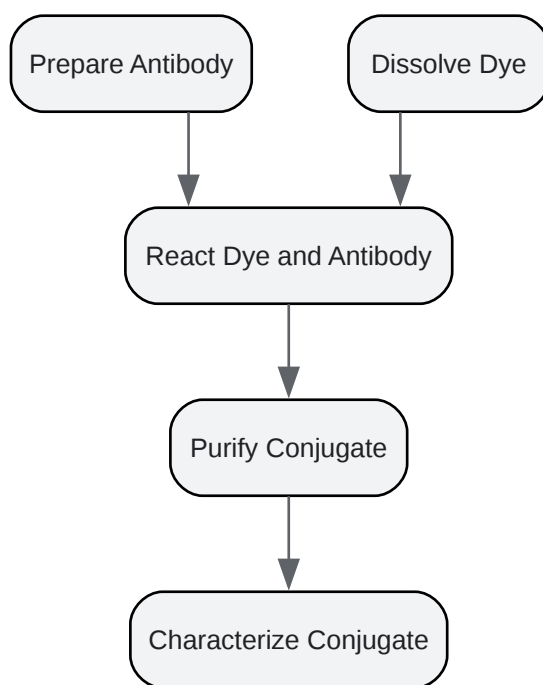 Prepare Antibody
Dissolve Dye
React Dye and Antibody
Purify Conjugate
Characterize Conjugate